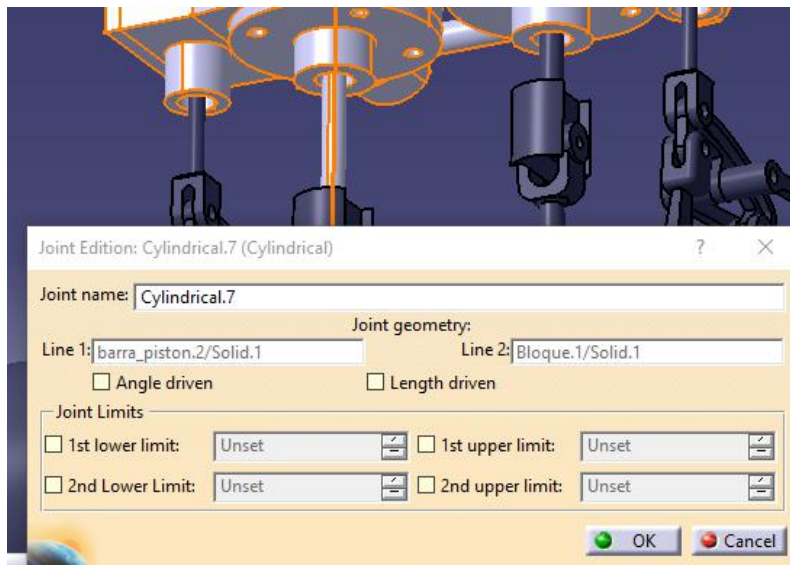 Joint Edition: Cylindrical.7 (Cylindrical) ? ×
Joint name: Cylindrical.7
Joint geometry:
Line 1: barra_piston.2/Solid.1 Line 2: Bloque.1/Solid.1
Angle driven Length driven
Joint Limits
1st lower limit: Unset 1st upper limit: Unset
2nd Lower Limit: Unset 2nd upper limit: Unset
OK Cancel